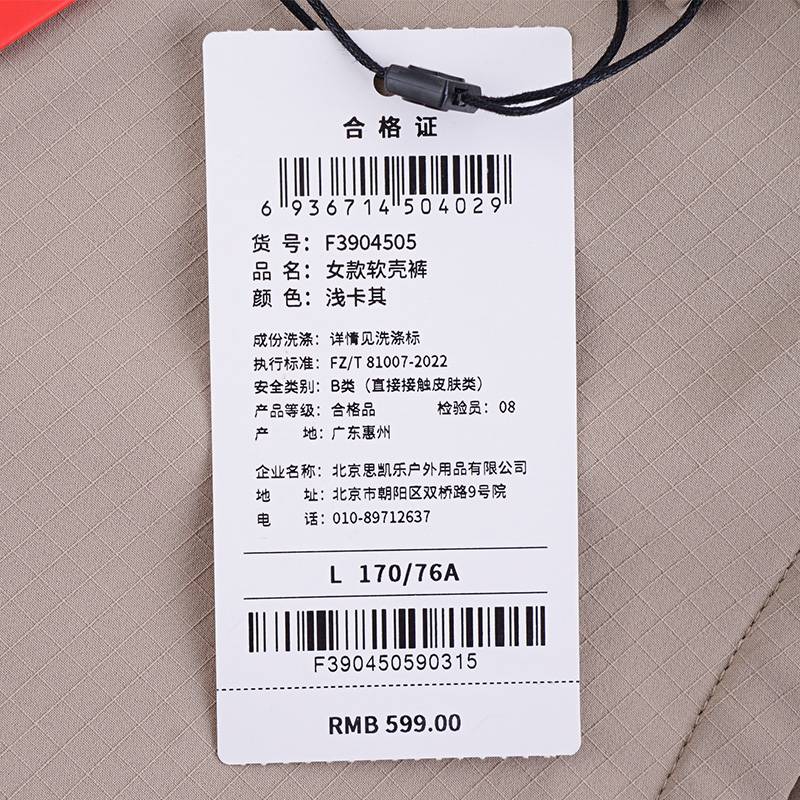 合格证
6 936714 504029
货 号：F3904505
品 名：女款软壳裤
颜 色：浅卡其
成份洗涤：详情见洗涤标
执行标准：FZ/T 81007-2022
安全类别：B类（直接接触皮肤类）
产品等级：合格品 检验员：08
产 地：广东惠州
企业名称：北京思凯乐户外用品有限公司
地 址：北京市朝阳区双桥路9号院
电 话：010-89712637
L 170/76A
F390450590315
RMB 599.00